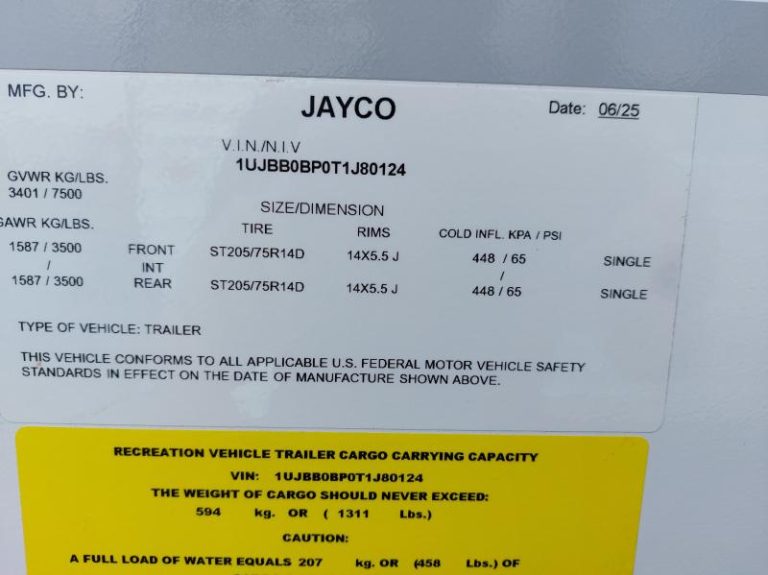 MFG. BY: JAYCO Date: 06/25
V.I.N./N.I.V
1UJBB0BP0T1J80124
GVWR KG/LBS.
3401 / 7500
SIZE/DIMENSION
GAWR KG/LBS. TIRE RIMS COLD INFL. KPA / PSI
1587 / 3500 FRONT ST205/75R14D 14X5.5 J 448 / 65 SINGLE
/ INT /
1587 / 3500 REAR ST205/75R14D 14X5.5 J 448 / 65 SINGLE
TYPE OF VEHICLE: TRAILER
THIS VEHICLE CONFORMS TO ALL APPLICABLE U.S. FEDERAL MOTOR VEHICLE SAFETY
STANDARDS IN EFFECT ON THE DATE OF MANUFACTURE SHOWN ABOVE.
RECREATION VEHICLE TRAILER CARGO CARRYING CAPACITY
VIN: 1UJBB0BP0T1J80124
THE WEIGHT OF CARGO SHOULD NEVER EXCEED:
594 kg. OR ( 1311 Lbs.)
CAUTION:
A FULL LOAD OF WATER EQUALS 207 kg. OR (458 Lbs.) OF